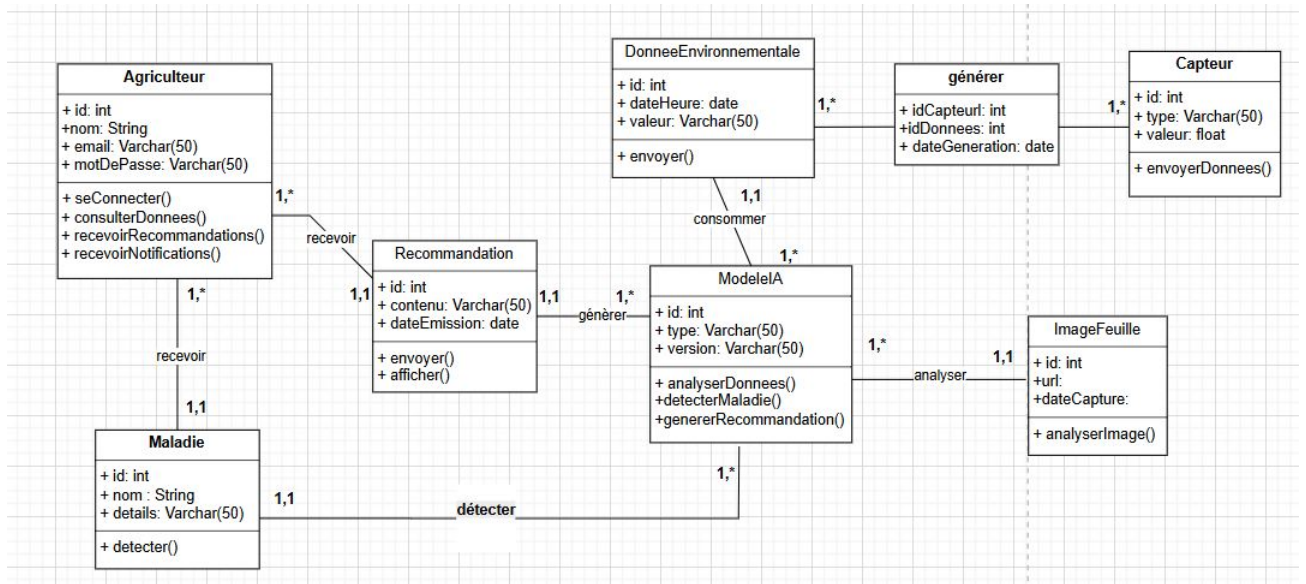 Agriculteur
+ id: int
+nom: String
+ email: Varchar(50)
+ motDePasse: Varchar(50)
+ seConnecter()
+ consulterDonnees()
+ recevoirRecommandations()
+ recevoirNotifications()
1,*
recevoir
1,1
1,*
recevoir
1,1
Maladie
+ id: int
+ nom : String
+ details: Varchar(50)
+ detecter()
1,1
détecter
1,*
Recommandation
+ id: int
+ contenu: Varchar(50)
+ dateEmission: date
+ envoyer()
+ afficher()
1,1
génèrer
1,*
DonneeEnvironnementale
+ id: int
+ dateHeure: date
+ valeur: Varchar(50)
+ envoyer()
1,*
1,1
consommer
1,*
ModeleIA
+ id: int
+ type: Varchar(50)
+ version: Varchar(50)
+ analyserDonnees()
+detecterMaladie()
+genererRecommandation()
1,*
analyser
1,1
générer
+ idCapteurl: int
+idDonnees: int
+ dateGeneration: date
1,*
Capteur
+ id: int
+ type: Varchar(50)
+ valeur: float
+ envoyerDonnees()
ImageFeuille
+ id: int
+url:
+dateCapture:
+ analyserImage()